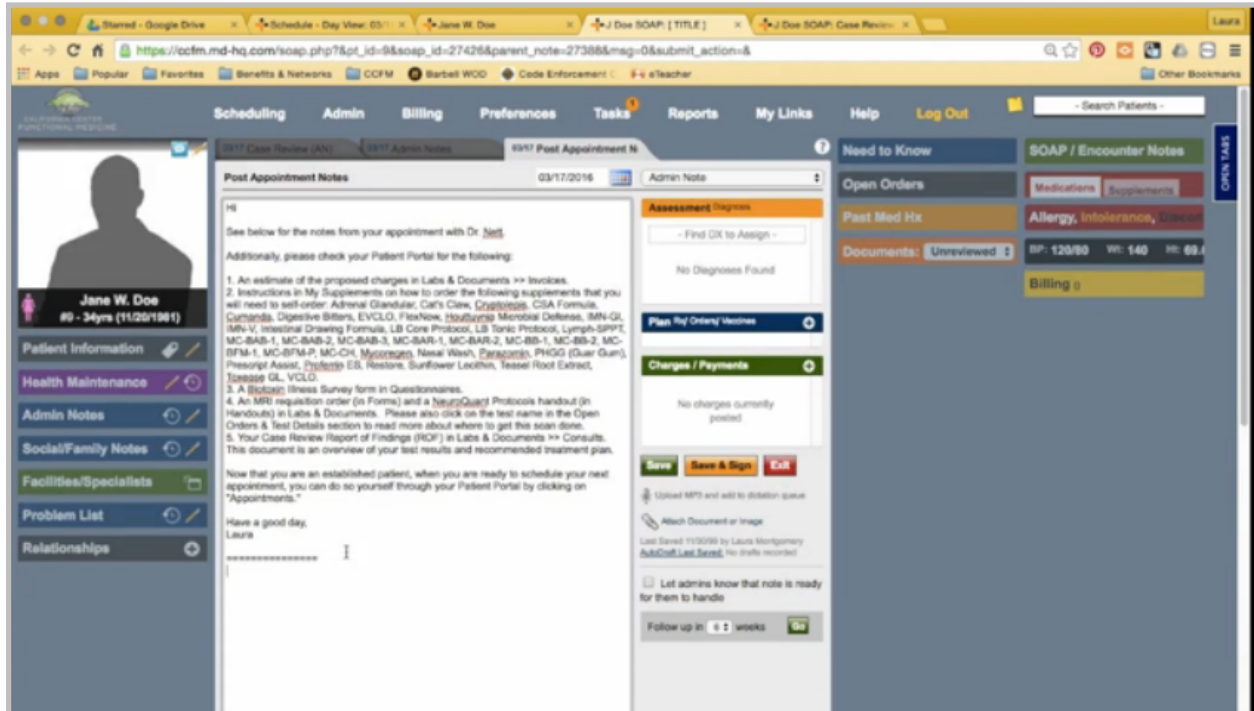 Starred - Google Drive
Schedule - Day View: 03/1
Jane W. Doe
J Doe SOAP: [ TITLE ]
J Doe SOAP: Case Review
Laura
https://ccfm.md-hq.com/soap.php?&pt_id=9&soap_id=27426&parent_note=27388&msg=0&submit_action=&
Apps Popular Favorites Benefits & Networks CCFM Barbell WOD Code Enforcement C eTeacher Other Bookmarks
CALIFORNIA CENTER
FUNCTIONAL MEDICINE
Scheduling Admin Billing Preferences Tasks 1 Reports My Links Help Log Out - Search Patients -
OPEN TABS
Case Review (AN) Admin Notes 03/17 Post Appointment N
Post Appointment Notes 03/17/2016 Admin Note
Hi
See below for the notes from your appointment with Dr. Nett.
Additionally, please check your Patient Portal for the following:
1. An estimate of the proposed charges in Labs & Documents >> Invoices.
2. Instructions in My Supplements on how to order the following supplements that you
will need to self-order: Adrenal Glandular, Cat's Claw, Cryptolepis, CSA Formula,
Cumanda, Digestive Bitters, EVCLO, FlexNow, Houttuynia Microbial Defense, IMN-GI,
IMN-V, Intestinal Drawing Formula, LB Core Protocol, LB Tonic Protocol, Lymph-SPPT,
MC-BAB-1, MC-BAB-2, MC-BAB-3, MC-BAR-1, MC-BAR-2, MC-BB-1, MC-BB-2, MC-
BFM-1, MC-BFM-P, MC-CH, Mycoregen, Nasal Wash, Parazomin, PHGG (Guar Gum),
Prescript Assist, Proferrin ES, Restore, Sunflower Lecithin, Teasel Root Extract,
Toxease GL, VCLO.
3. A Biotoxin Illness Survey form in Questionnaires.
4. An MRI requisition order (in Forms) and a NeuroQuant Protocols handout (in
Handouts) in Labs & Documents. Please also click on the test name in the Open
Orders & Test Details section to read more about where to get this scan done.
5. Your Case Review Report of Findings (ROF) in Labs & Documents >> Consults.
This document is an overview of your test results and recommended treatment plan.
Now that you are an established patient, when you are ready to schedule your next
appointment, you can do so yourself through your Patient Portal by clicking on
"Appointments."
Have a good day,
Laura
===============
Jane W. Doe
#9 - 34yrs (11/20/1981)
Patient Information
Health Maintenance
Admin Notes
Social/Family Notes
Facilities/Specialists
Problem List
Relationships
Assessment Diagnosis
- Find DX to Assign -
No Diagnoses Found
Plan Rx/ Orders/ Vaccines
Charges / Payments
No charges currently
posted
Save Save & Sign Exit
Upload MP3 and add to dictation queue
Attach Document or Image
Last Saved 11/30/99 by Laura Montgomery
AutoDraft Last Saved: No drafts recorded
Let admins know that note is ready
for them to handle
Follow up in 6 weeks Go
Need to Know
Open Orders
Past Med Hx
Documents: Unreviewed
SOAP / Encounter Notes
Medications Supplements
Allergy, Intolerance,
BP: 120/80 Wt: 140 Ht: 69.
Billing ()